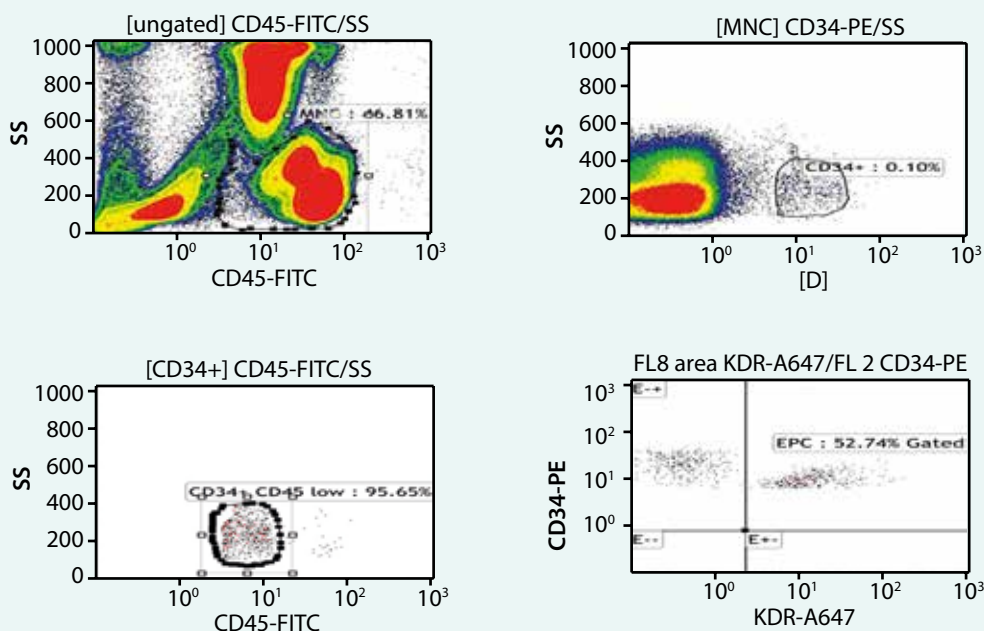 [ungated] CD45-FITC/SS
SS
1000
800
600
400
200
0
MNC : 66.81%
10⁰ 10¹ 10² 10³
CD45-FITC
[MNC] CD34-PE/SS
SS
1000
800
600
400
200
0
CD34+ : 0.10%
10⁰ 10¹ 10² 10³
[D]
[CD34+] CD45-FITC/SS
SS
1000
800
600
400
200
0
CD34+ CD45 low : 95.65%
10⁰ 10¹ 10² 10³
CD45-FITC
FL8 area KDR-A647/FL 2 CD34-PE
CD34-PE
10³
10²
10¹
10⁰
E-+
EPC : 52.74% Gated
E--
E+-
10⁰ 10¹ 10² 10³
KDR-A647